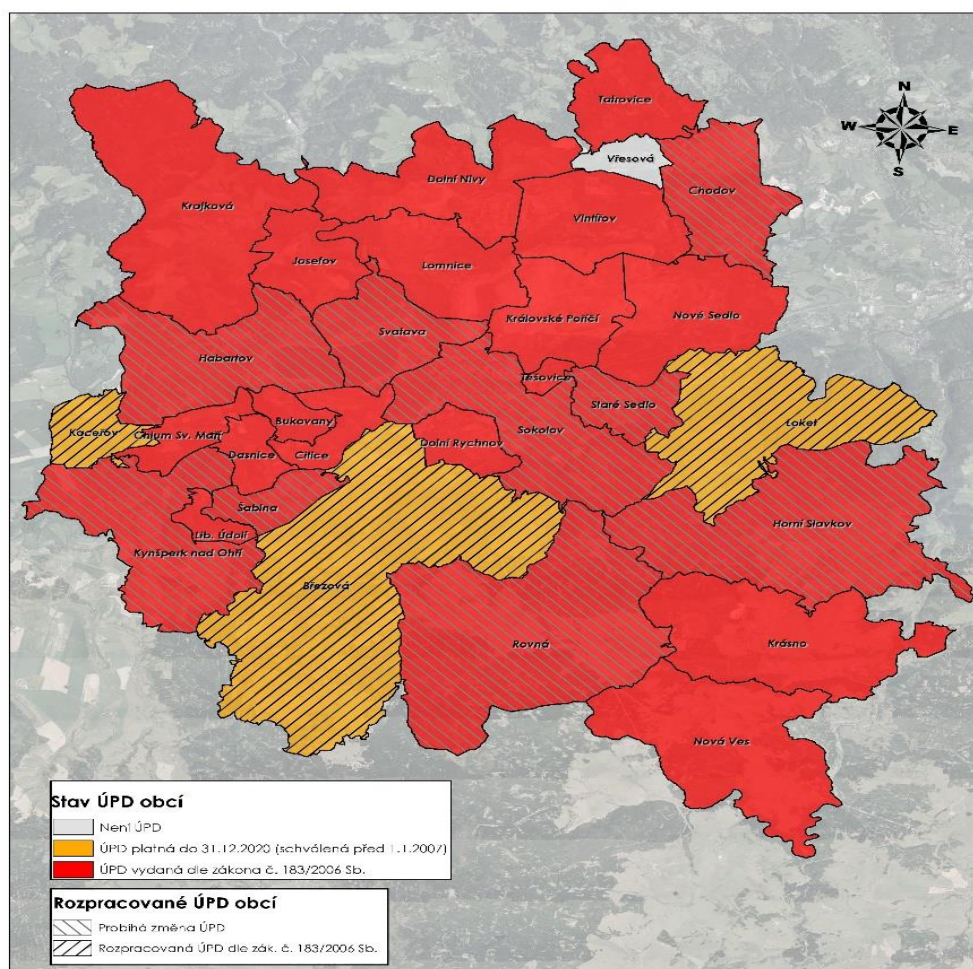 N
W E
S
Tatrovice
Vřesová
Chodov
Dolní Nivy
Krajková
Vintířov
Josefov
Lomnice
Královské Poříčí
Nové Sedlo
Svatava
Habartov
Těšovice
Staré Sedlo
Kaceřov
Chlum Sv. Maří
Bukovany
Dolní Rychnov
Sokolov
Loket
Dasnice
Citice
Šabina
Horní Slavkov
Lib. Údolí
Kynšperk nad Ohří
Březová
Rovná
Krásno
Nová Ves
Stav ÚPD obcí
Není ÚPD
ÚPD platná do 31.12.2020 (schválená před 1.1.2007)
ÚPD vydaná dle zákona č. 183/2006 Sb.
Rozpracované ÚPD obcí
Probíhá změna ÚPD
Rozpracovaná ÚPD dle zák. č. 183/2006 Sb.